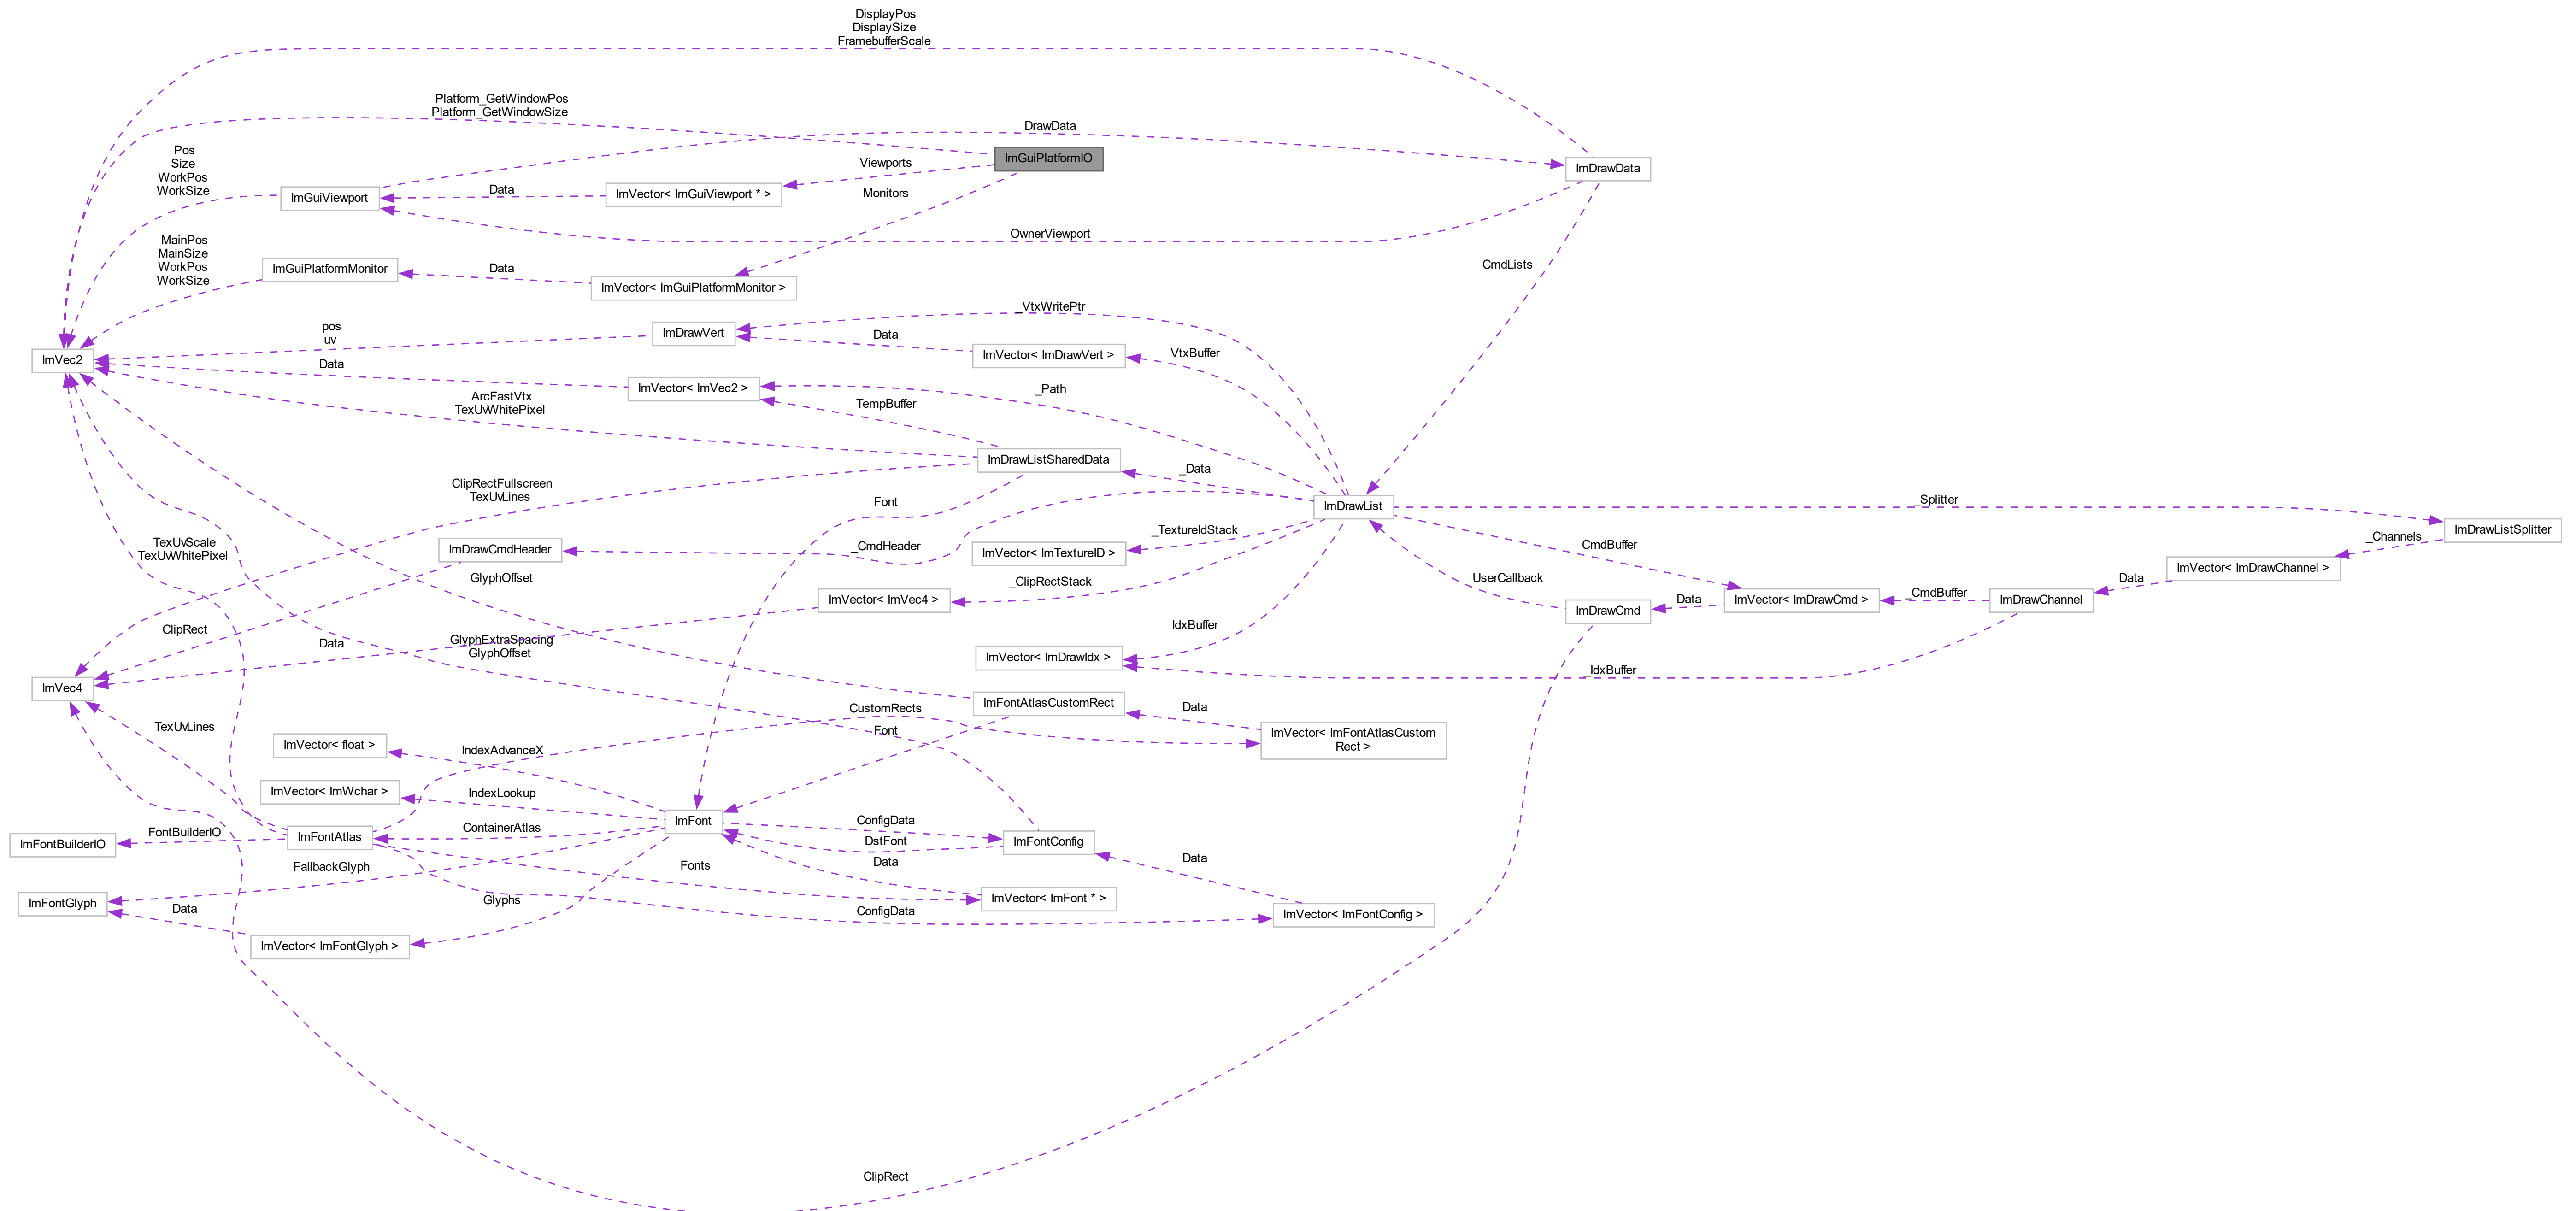 DisplayPos
DisplaySize
FramebufferScale
Platform_GetWindowPos
Platform_GetWindowSize
DrawData
Pos
Size
WorkPos
WorkSize
ImGuiPlatformIO
Viewports
ImDrawData
ImGuiViewport
Data
ImVector< ImGuiViewport * >
Monitors
OwnerViewport
MainPos
MainSize
WorkPos
WorkSize
ImGuiPlatformMonitor
Data
ImVector< ImGuiPlatformMonitor >
CmdLists
_VtxWritePtr
pos
uv
ImDrawVert
Data
ImVector< ImDrawVert >
VtxBuffer
ImVec2
Data
ImVector< ImVec2 >
_Path
ArcFastVtx
TexUvWhitePixel
TempBuffer
ImDrawListSharedData
_Data
ClipRectFullscreen
TexUvLines
Font
ImDrawList
_Splitter
ImDrawListSplitter
TexUvScale
TexUvWhitePixel
ImDrawCmdHeader
_CmdHeader
_TextureIdStack
ImVector< ImTextureID >
CmdBuffer
_Channels
ImVector< ImDrawChannel >
GlyphOffset
_ClipRectStack
UserCallback
Data
ImVector< ImVec4 >
ImDrawCmd
Data
ImVector< ImDrawCmd >
_CmdBuffer
ImDrawChannel
ClipRect
Data
GlyphExtraSpacing
GlyphOffset
IdxBuffer
ImVector< ImDrawIdx >
_IdxBuffer
ImVec4
ImFontAtlasCustomRect
Data
TexUvLines
CustomRects
Font
ImVector< ImFontAtlasCustom
Rect >
ImVector< float >
IndexAdvanceX
ImVector< ImWchar >
IndexLookup
ImFont
ConfigData
ImFontBuilderIO
FontBuilderIO
ImFontAtlas
ContainerAtlas
DstFont
ImFontConfig
FallbackGlyph
Fonts
Data
Data
ImFontGlyph
Data
Glyphs
ImVector< ImFont * >
ConfigData
ImVector< ImFontConfig >
ImVector< ImFontGlyph >
ClipRect